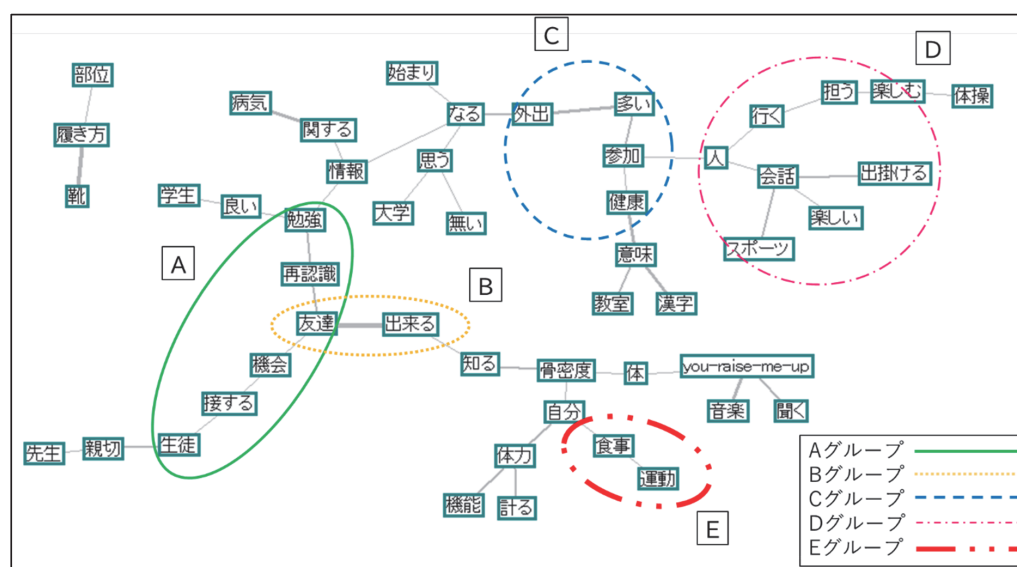 C
D
部位
始まり
担う
楽しむ
体操
病気
なる
外出
多い
行く
関する
履き方
思う
参加
人
情報
会話
出掛ける
靴
学生
良い
大学
無い
健康
楽しい
勉強
スポーツ
A
意味
再認識
教室
漢字
B
友達
出来る
機会
知る
骨密度
体
you-raise-me-up
接する
自分
音楽
聞く
先生
親切
生徒
体力
食事
運動
機能
計る
E
Aグループ
Bグループ
Cグループ
Dグループ
Eグループ